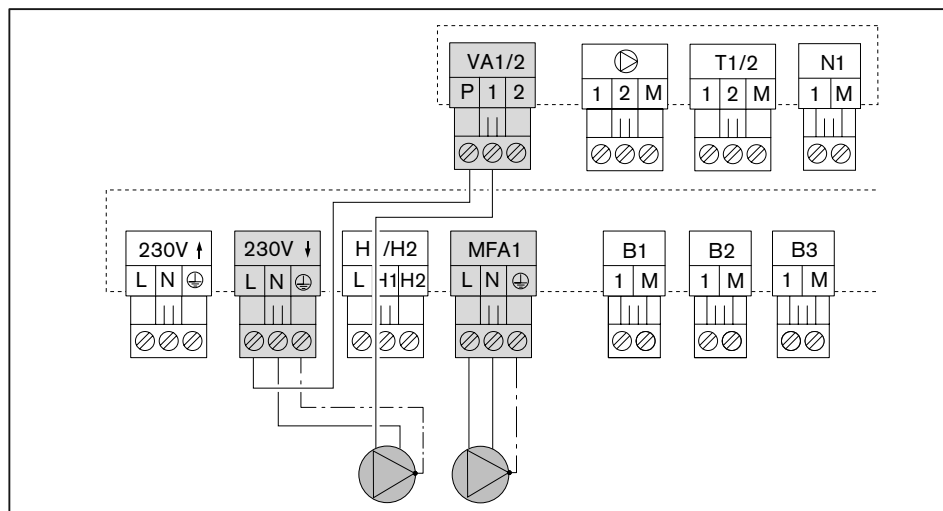 VA1/2 T1/2 N1
P 1 2 1 2 M 1 2 M 1 M
230V 230V H /H2 MFA1 B1 B2 B3
L N L N L H1 H2 L N 1 M 1 M 1 M